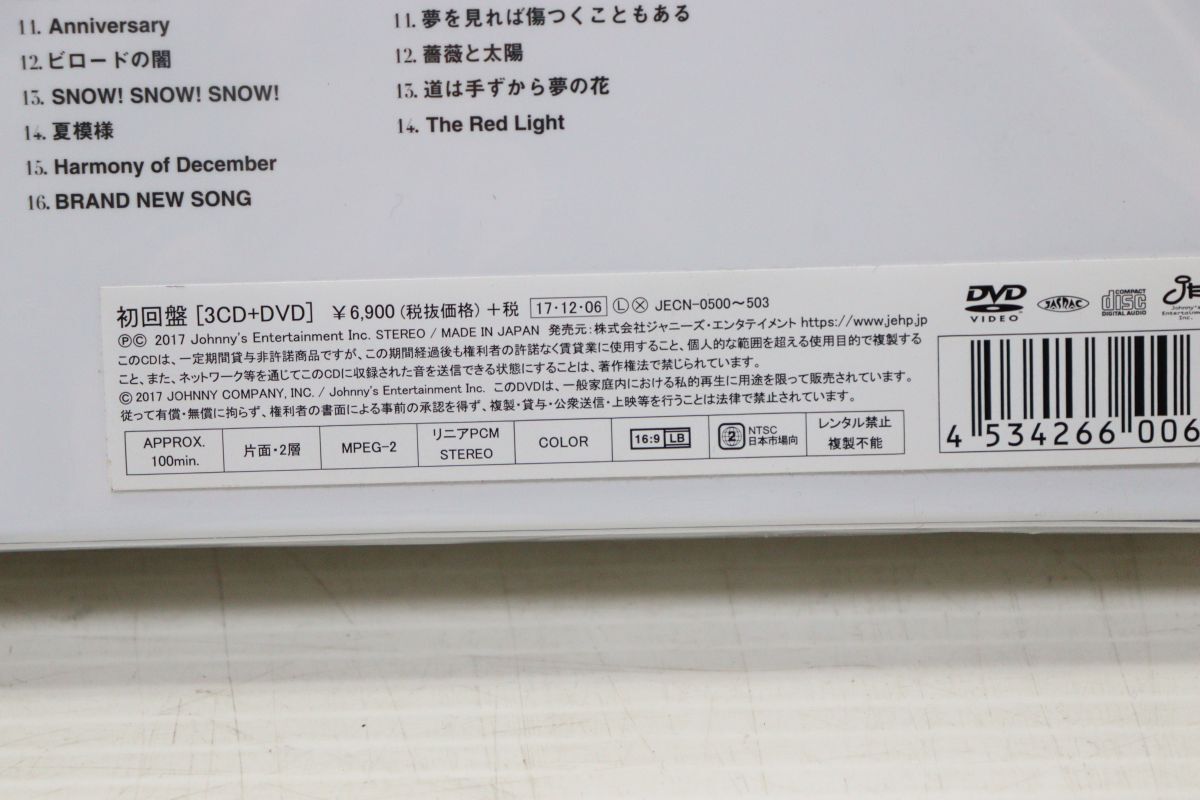 11. Anniversary
12. ビロードの闇
13. SNOW! SNOW! SNOW!
14. 夏模様
15. Harmony of December
16. BRAND NEW SONG
11. 夢を見れば傷つくこともある
12. 薔薇と太陽
13. 道は手ずから夢の花
14. The Red Light
初回盤 [3CD+DVD] ¥6,900 (税抜価格) +税 17・12・06 Ⓛ Ⓧ JECN-0500〜503
ⓅⒸ 2017 Johnny's Entertainment Inc. STEREO / MADE IN JAPAN 発売元:株式会社ジャニーズ・エンタテイメント https://www.jehp.jp
このCDは、一定期間貸与非許諾商品ですが、この期間経過後も権利者の許諾なく賃貸業に使用すること、個人的な範囲を超える使用目的で複製する
こと、また、ネットワーク等を通じてこのCDに収録された音を送信できる状態にすることは、著作権法で禁じられています。
Ⓒ 2017 JOHNNY COMPANY, INC. / Johnny's Entertainment Inc. このDVDは、一般家庭内における私的再生に用途を限って販売されています。
従って有償・無償に拘らず、権利者の書面による事前の承認を得ず、複製・貸与・公衆送信・上映等を行うことは法律で禁止されています。
APPROX. 100min.
片面・2層
MPEG-2
リニアPCM STEREO
COLOR
16:9 LB
2 NTSC 日本市場向
レンタル禁止 複製不能
DVD VIDEO
JASRAC
COMPACT disc DIGITAL AUDIO
JE
4 534266 006